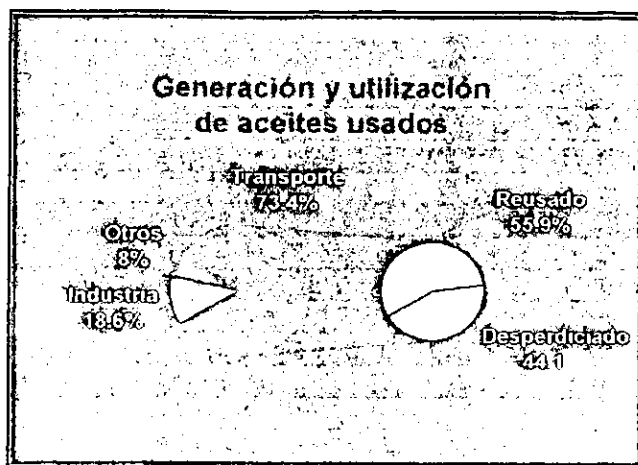 Generación y utilización
de aceites usados
Transporte
73.4%
Reusado
55.9%
Otros
8%
Industria
18.6%
Desperdiciado
44.1